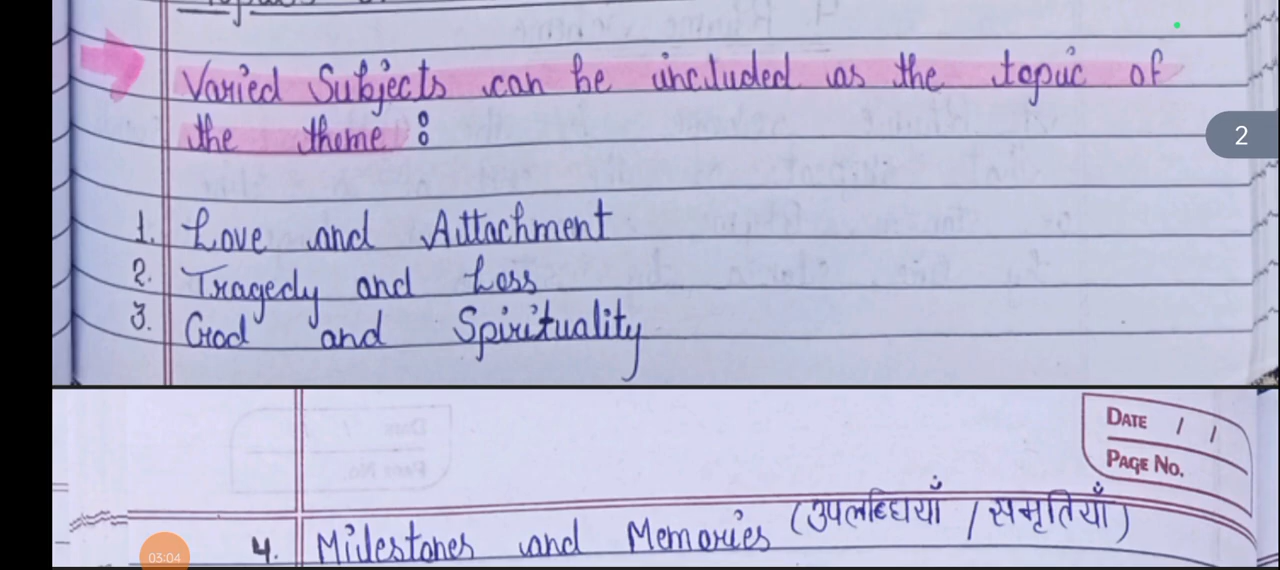 Varied Subjects can be included as the topic of
the theme :
1. Love and Attachment
2. Tragedy and Loss
3. God and Spirituality
2
DATE / /
PAGE No.
4. Milestones and Memories (उपलब्धियाँ / समृतियाँ)
03:04